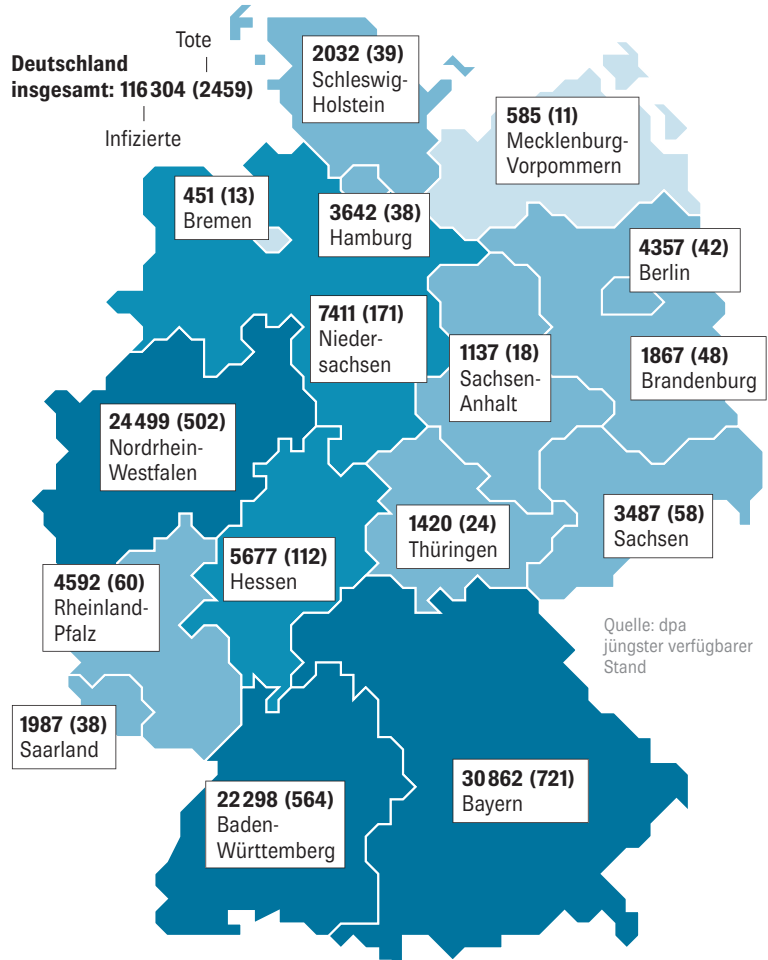 Tote
Deutschland
insgesamt: 116 304 (2459)
Infizierte
2032 (39)
Schleswig-
Holstein
585 (11)
Mecklenburg-
Vorpommern
451 (13)
Bremen
3642 (38)
Hamburg
4357 (42)
Berlin
7411 (171)
Nieder-
sachsen
1137 (18)
Sachsen-
Anhalt
1867 (48)
Brandenburg
24 499 (502)
Nordrhein-
Westfalen
1420 (24)
Thüringen
3487 (58)
Sachsen
5677 (112)
Hessen
4592 (60)
Rheinland-
Pfalz
Quelle: dpa
jüngster verfügbarer
Stand
1987 (38)
Saarland
30 862 (721)
Bayern
22 298 (564)
Baden-
Württemberg